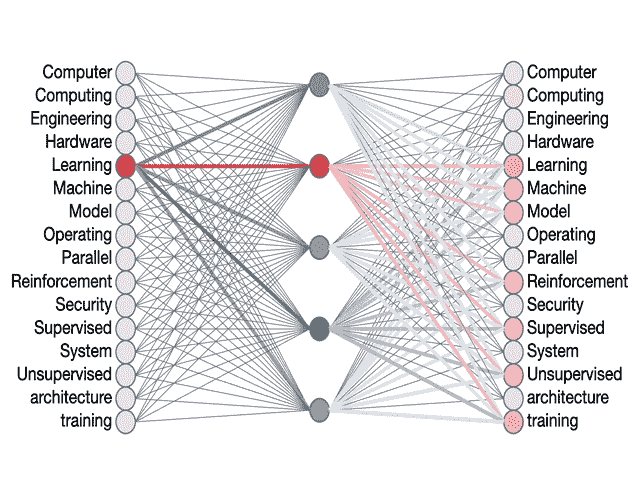 Computer
Computing
Engineering
Hardware
Learning
Machine
Model
Operating
Parallel
Reinforcement
Security
Supervised
System
Unsupervised
architecture
training
Computer
Computing
Engineering
Hardware
Learning
Machine
Model
Operating
Parallel
Reinforcement
Security
Supervised
System
Unsupervised
architecture
training